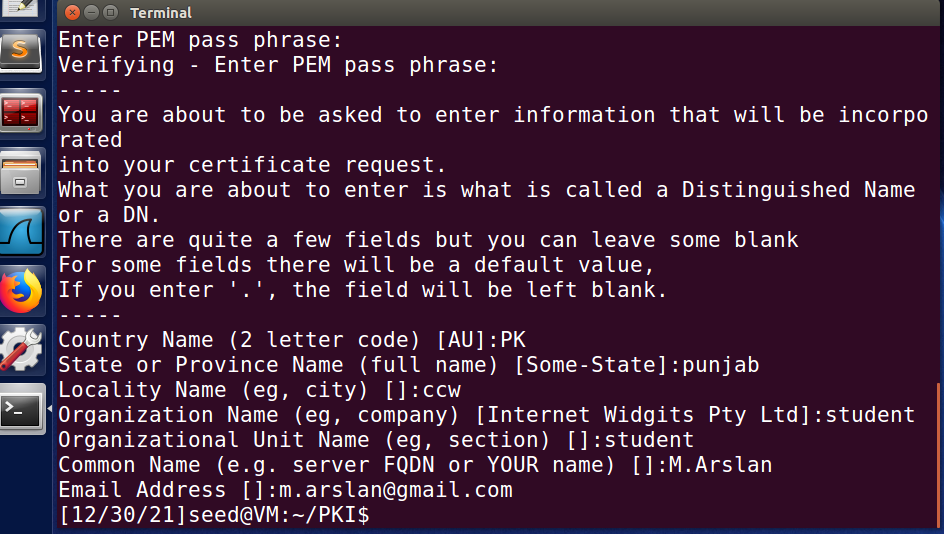 Terminal
Enter PEM pass phrase:
Verifying - Enter PEM pass phrase:
-----
You are about to be asked to enter information that will be incorpo
rated
into your certificate request.
What you are about to enter is what is called a Distinguished Name
or a DN.
There are quite a few fields but you can leave some blank
For some fields there will be a default value,
If you enter '.', the field will be left blank.
-----
Country Name (2 letter code) [AU]:PK
State or Province Name (full name) [Some-State]:punjab
Locality Name (eg, city) []:ccw
Organization Name (eg, company) [Internet Widgits Pty Ltd]:student
Organizational Unit Name (eg, section) []:student
Common Name (e.g. server FQDN or YOUR name) []:M.Arslan
Email Address []:m.arslan@gmail.com
[12/30/21]seed@VM:~/PKI$